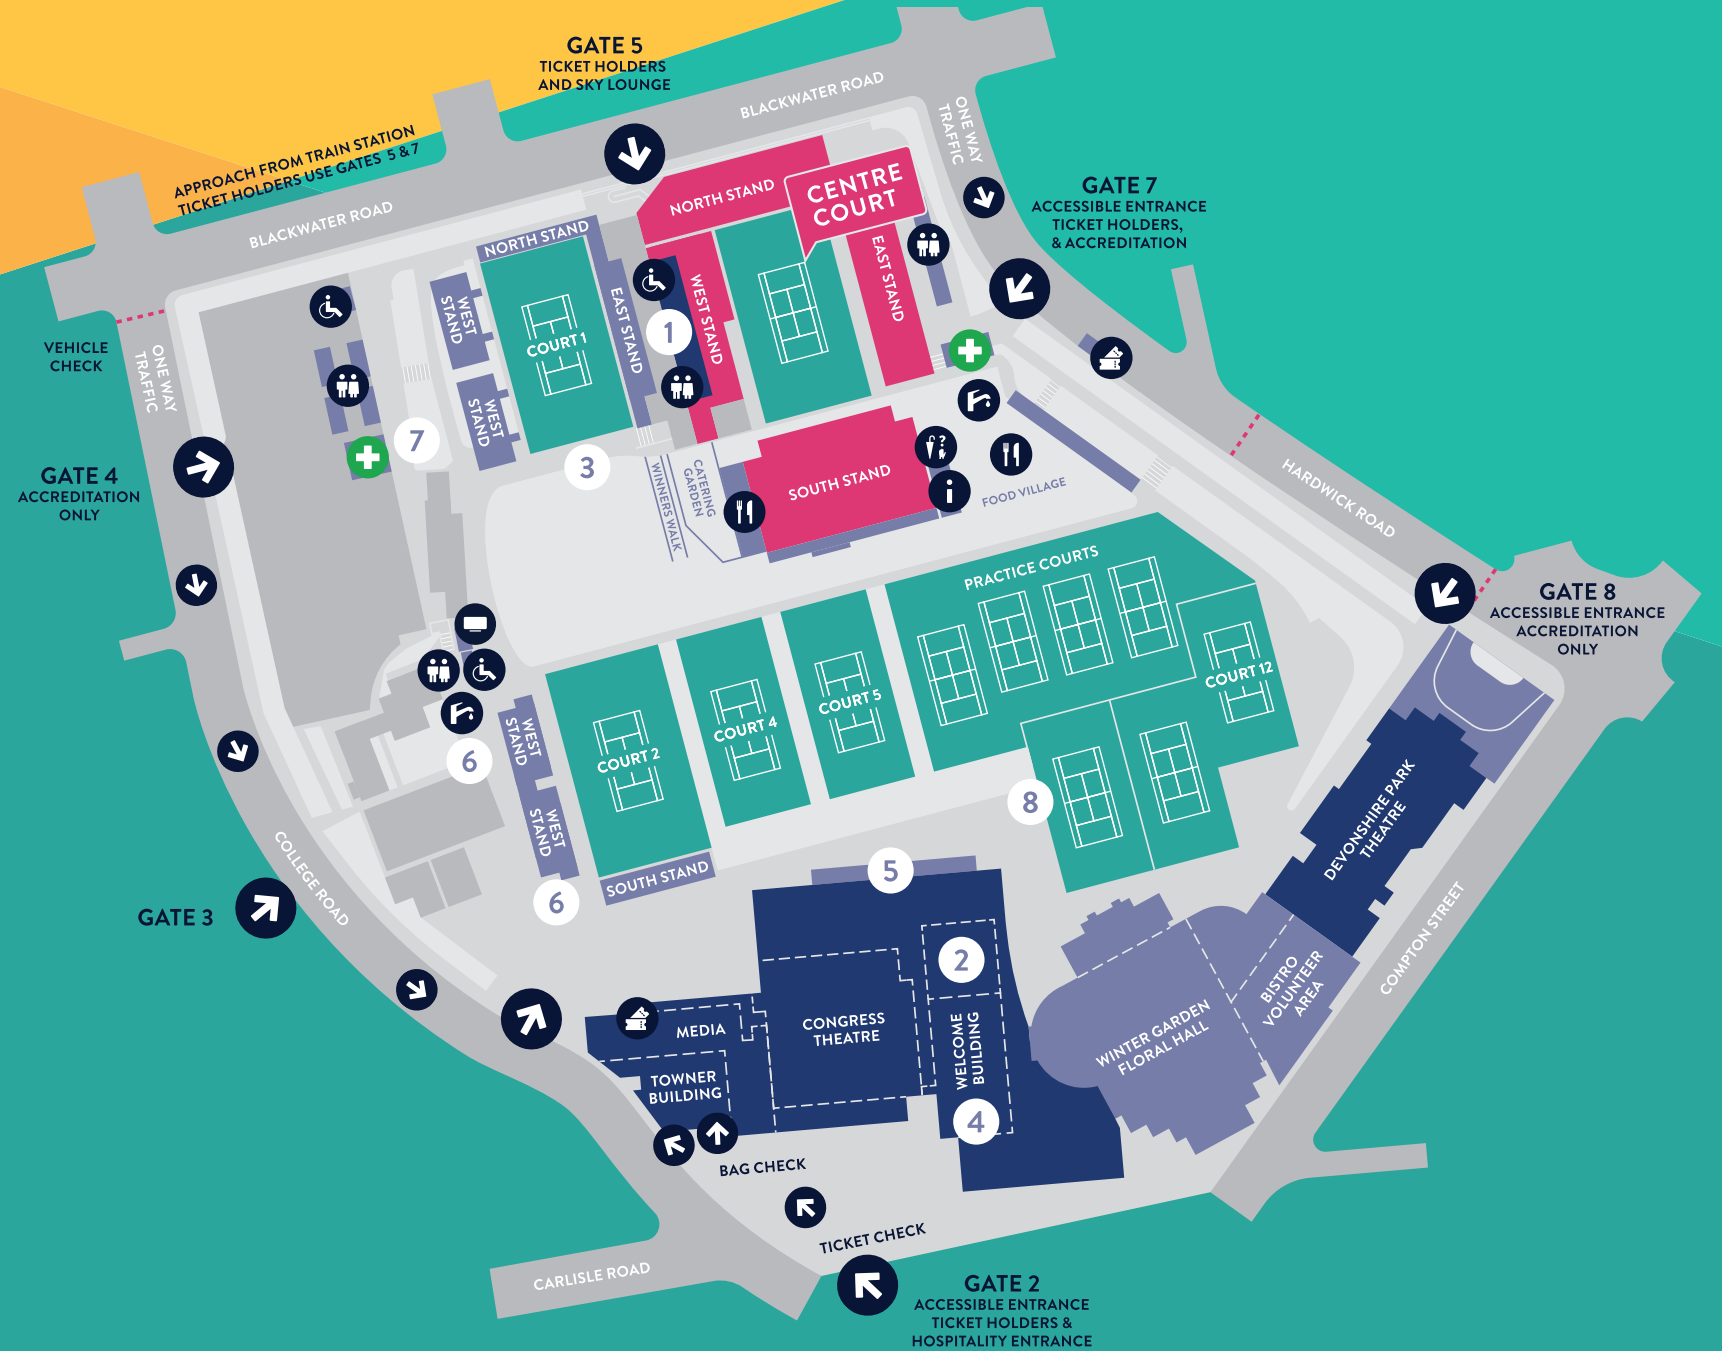 GATE 5
TICKET HOLDERS
AND SKY LOUNGE
BLACKWATER ROAD
ONE WAY
TRAFFIC
APPROACH FROM TRAIN STATION
TICKET HOLDERS USE GATES 5 & 7
BLACKWATER ROAD
GATE 7
ACCESSIBLE ENTRANCE
TICKET HOLDERS,
& ACCREDITATION
NORTH STAND
CENTRE
COURT
NORTH STAND
WEST
STAND
WEST
STAND
COURT 1
EAST STAND
1
WEST STAND
EAST STAND
VEHICLE
CHECK
ONE WAY
TRAFFIC
7
3
GATE 4
ACCREDITATION
ONLY
WINNERS WALK
CATERING
GARDEN
SOUTH STAND
i
FOOD VILLAGE
HARDWICK ROAD
GATE 8
ACCESSIBLE ENTRANCE
ACCREDITATION
ONLY
PRACTICE COURTS
COURT 12
COURT 5
COURT 4
COURT 2
WEST
STAND
WEST
STAND
6
6
SOUTH STAND
8
5
DEVONSHIRE PARK
THEATRE
COLLEGE ROAD
GATE 3
COMPTON STREET
2
BISTRO
VOLUNTEER
AREA
MEDIA
CONGRESS
THEATRE
WELCOME
BUILDING
WINTER GARDEN
FLORAL HALL
TOWNER
BUILDING
4
BAG CHECK
TICKET CHECK
CARLISLE ROAD
GATE 2
ACCESSIBLE ENTRANCE
TICKET HOLDERS &
HOSPITALITY ENTRANCE